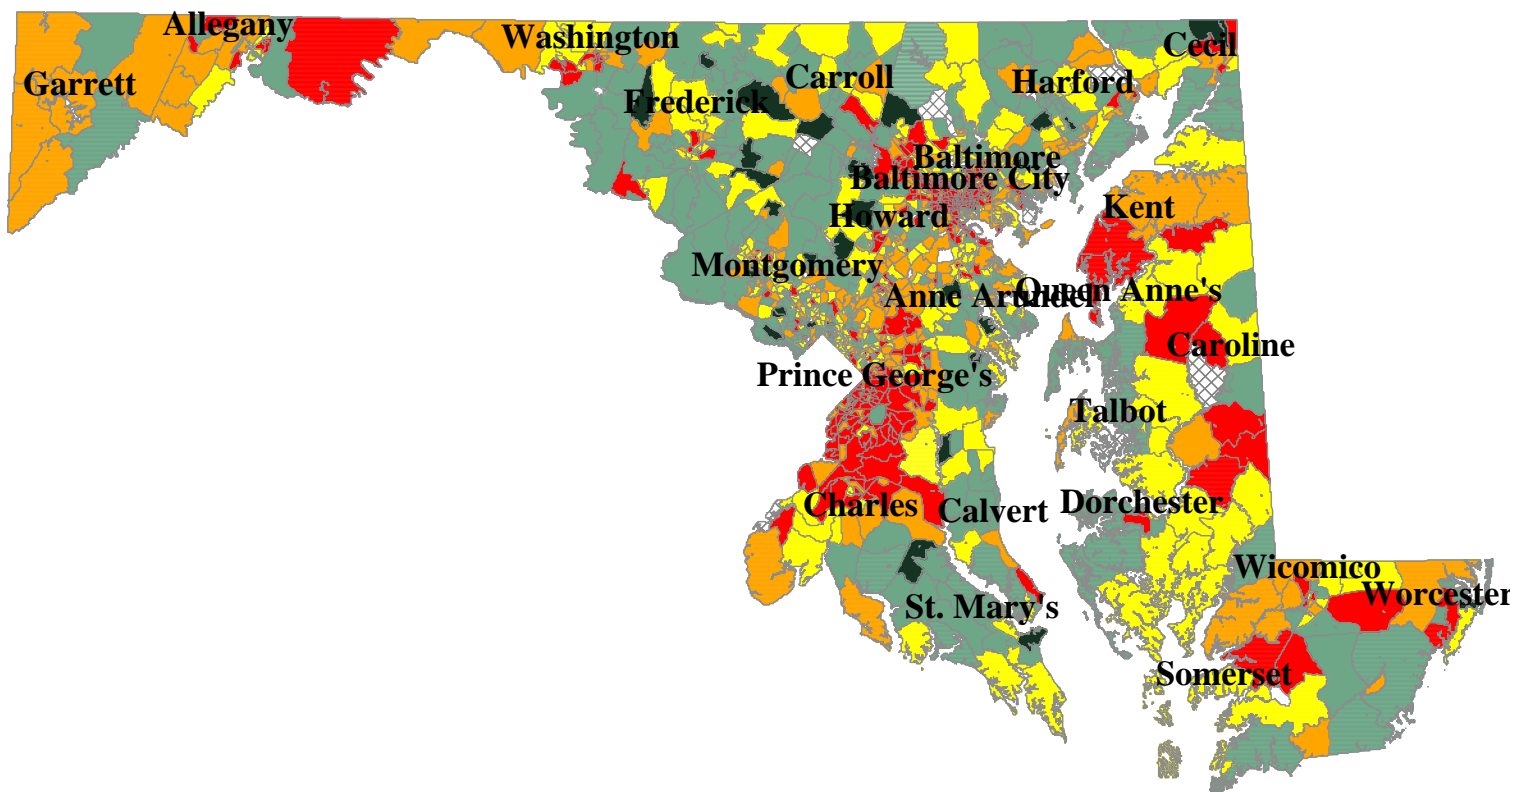 Allegany
Washington
Cecil
Garrett
Carroll
Harford
Frederick
Baltimore
Baltimore City
Kent
Howard
Montgomery
Anne Arundel
Queen Anne's
Caroline
Prince George's
Talbot
Charles
Calvert
Dorchester
Wicomico
Worcester
St. Mary's
Somerset